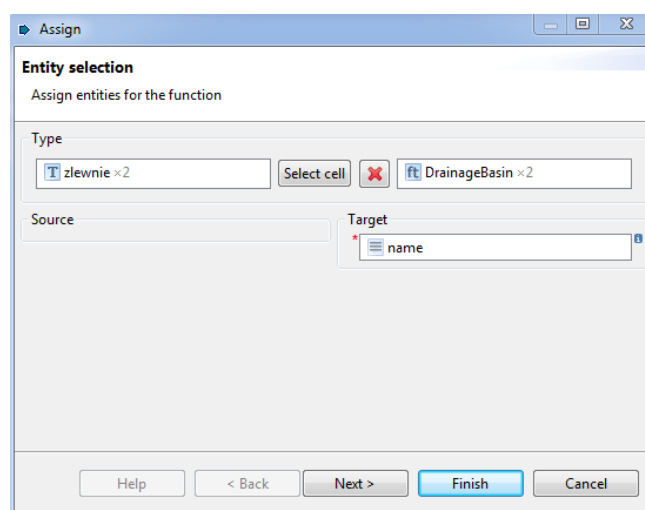 Assign
Entity selection
Assign entities for the function
Type
T zlewnie ×2 Select cell ft DrainageBasin ×2
Source Target
* name i
Help < Back Next > Finish Cancel